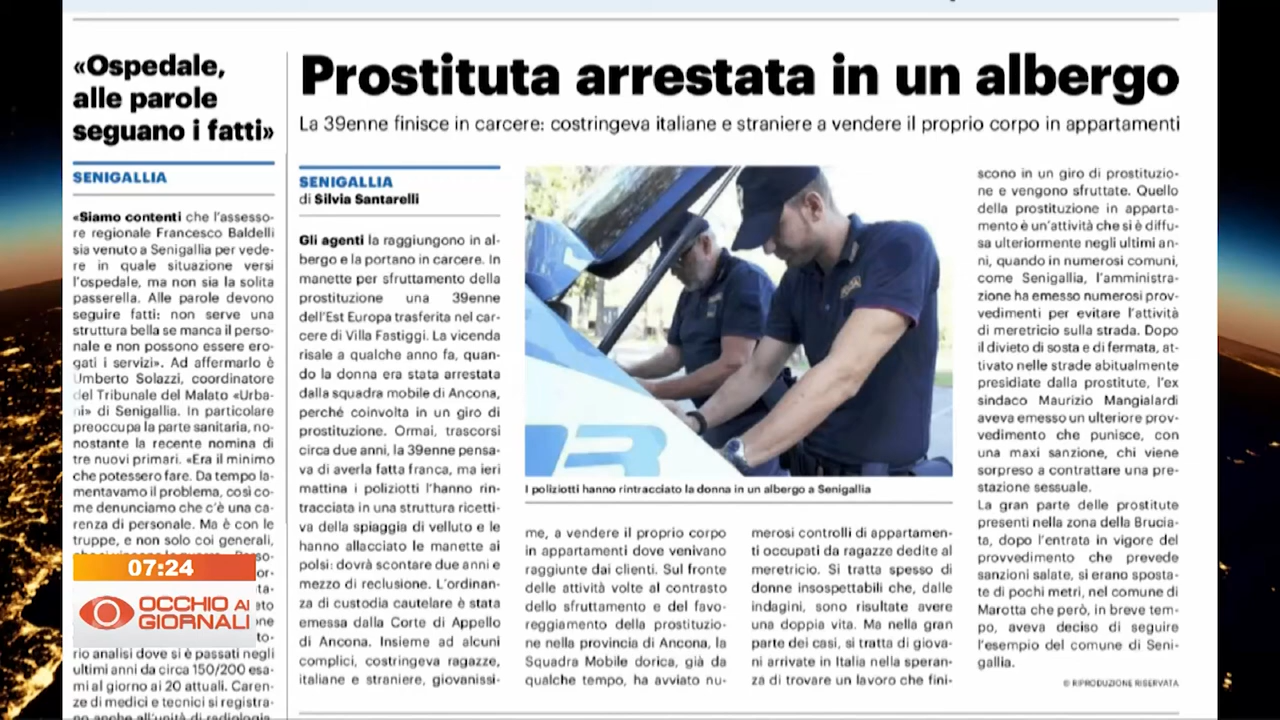 «Ospedale,
alle parole
seguano i fatti»
SENIGALLIA
«Siamo contenti che l'assesso-
re regionale Francesco Baldelli
sia venuto a Senigallia per vede-
re in quale situazione versi
l'ospedale, ma non sia la solita
passerella. Alle parole devono
seguire fatti: non serve una
struttura bella se manca il perso-
nale e non possono essere ero-
gati i servizi». Ad affermarlo è
Umberto Solazzi, coordinatore
del Tribunale del Malato «Urba-
ni» di Senigallia. In particolare
preoccupa la parte sanitaria, no-
nostante la recente nomina di
tre nuovi primari. «Era il minimo
che potessero fare. Da tempo la-
mentavamo il problema, così co-
me denunciamo che c'è una ca-
renza di personale. Ma è con le
truppe, e non solo coi generali,
rio analisi dove si è passati negli
ultimi anni da circa 150/200 esa-
mi al giorno ai 20 attuali. Caren-
ze di medici e tecnici si registra-
no anche all'unità di radiologia,
07:24
OCCHIO AI
GIORNALI
Prostituta arrestata in un albergo
La 39enne finisce in carcere: costringeva italiane e straniere a vendere il proprio corpo in appartamenti
SENIGALLIA
di Silvia Santarelli
Gli agenti la raggiungono in al-
bergo e la portano in carcere. In
manette per sfruttamento della
prostituzione una 39enne
dell'Est Europa trasferita nel car-
cere di Villa Fastiggi. La vicenda
risale a qualche anno fa, quan-
do la donna era stata arrestata
dalla squadra mobile di Ancona,
perché coinvolta in un giro di
prostituzione. Ormai, trascorsi
circa due anni, la 39enne pensa-
va di averla fatta franca, ma ieri
mattina i poliziotti l'hanno rin-
tracciata in una struttura ricetti-
va della spiaggia di velluto e le
hanno allacciato le manette ai
polsi: dovrà scontare due anni e
mezzo di reclusione. L'ordinan-
za di custodia cautelare è stata
emessa dalla Corte di Appello
di Ancona. Insieme ad alcuni
complici, costringeva ragazze,
italiane e straniere, giovanissi-
I poliziotti hanno rintracciato la donna in un albergo a Senigallia
me, a vendere il proprio corpo
in appartamenti dove venivano
raggiunte dai clienti. Sul fronte
delle attività volte al contrasto
dello sfruttamento e del favo-
reggiamento della prostituzio-
ne nella provincia di Ancona, la
Squadra Mobile dorica, già da
qualche tempo, ha avviato nu-
merosi controlli di appartamen-
ti occupati da ragazze dedite al
meretricio. Si tratta spesso di
donne insospettabili che, dalle
indagini, sono risultate avere
una doppia vita. Ma nella gran
parte dei casi, si tratta di giova-
ni arrivate in Italia nella speran-
za di trovare un lavoro che fini-
scono in un giro di prostituzio-
ne e vengono sfruttate. Quello
della prostituzione in apparta-
mento è un'attività che si è diffu-
sa ulteriormente negli ultimi an-
ni, quando in numerosi comuni,
come Senigallia, l'amministra-
zione ha emesso numerosi prov-
vedimenti per evitare l'attività
di meretricio sulla strada. Dopo
il divieto di sosta e di fermata, at-
tivato nelle strade abitualmente
presidiate dalla prostitute, l'ex
sindaco Maurizio Mangialardi
aveva emesso un ulteriore prov-
vedimento che punisce, con
una maxi sanzione, chi viene
sorpreso a contrattare una pre-
stazione sessuale.
La gran parte delle prostitute
presenti nella zona della Brucia-
ta, dopo l'entrata in vigore del
provvedimento che prevede
sanzioni salate, si erano sposta-
te di pochi metri, nel comune di
Marotta che però, in breve tem-
po, aveva deciso di seguire
l'esempio del comune di Seni-
gallia.
© RIPRODUZIONE RISERVATA